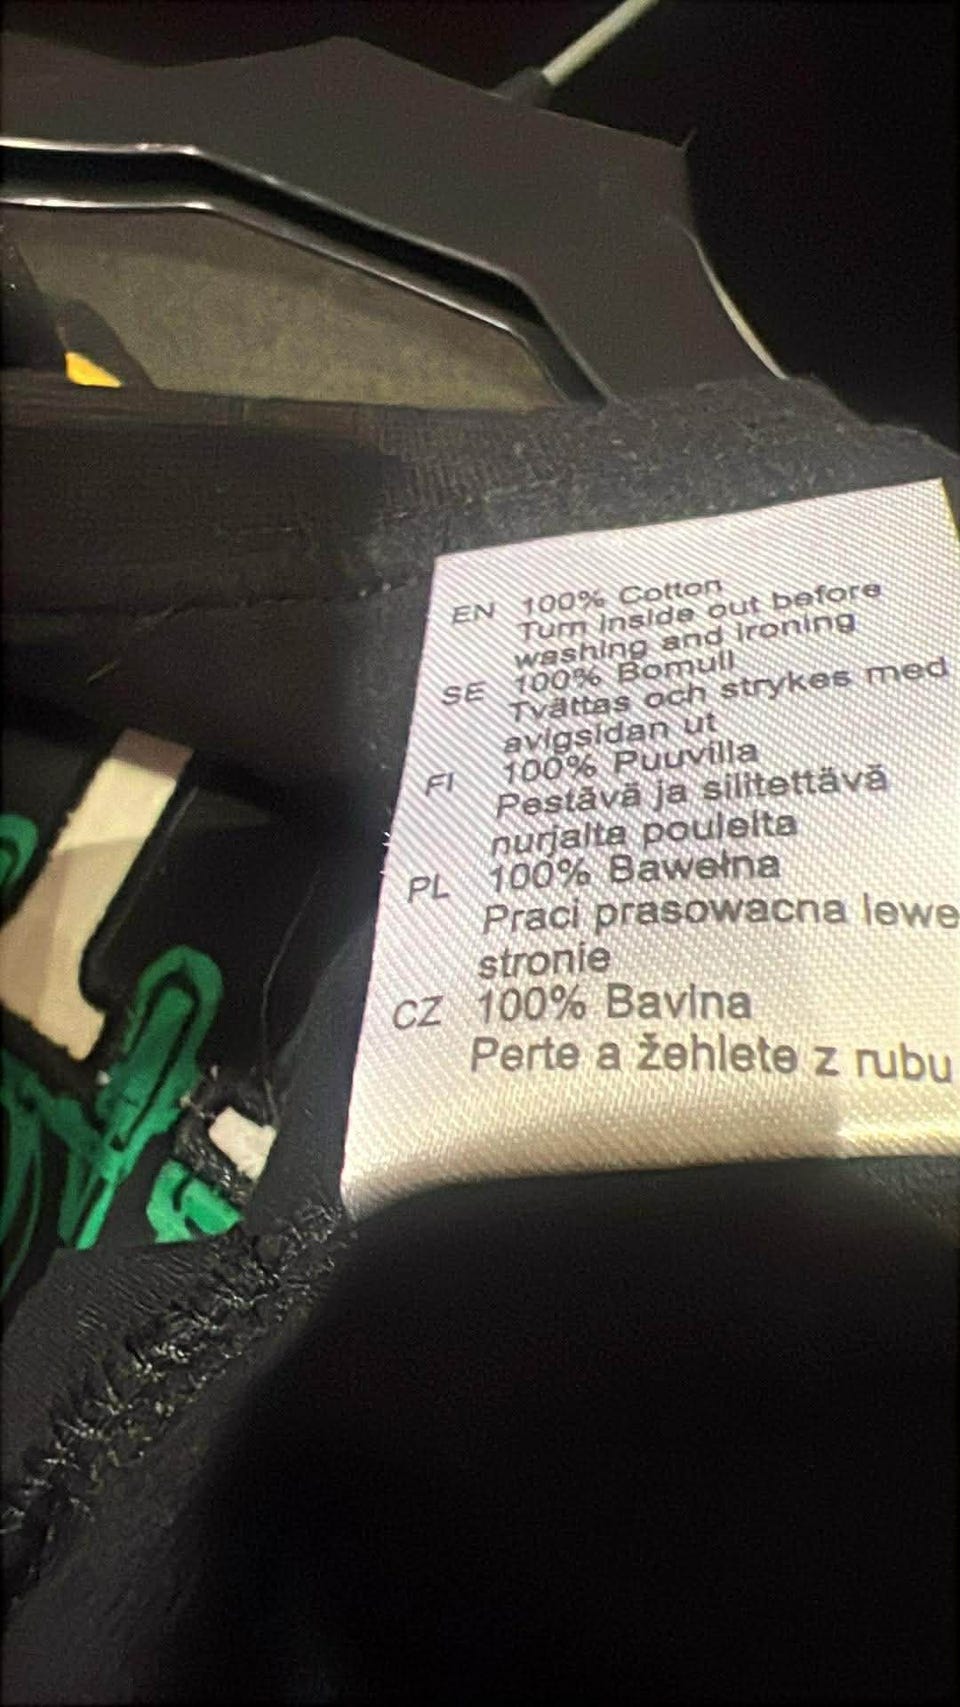 EN 100% Cotton
Turn inside out before
washing and ironing
SE 100% Bomull
Tvättas och strykes med
avigsidan ut
FI 100% Puuvilla
Pestävä ja silitettävä
nurjalta pouleita
PL 100% Bawełna
Praci prasowacna lewe
stronie
CZ 100% Bavlna
Perte a žehlete z rubu